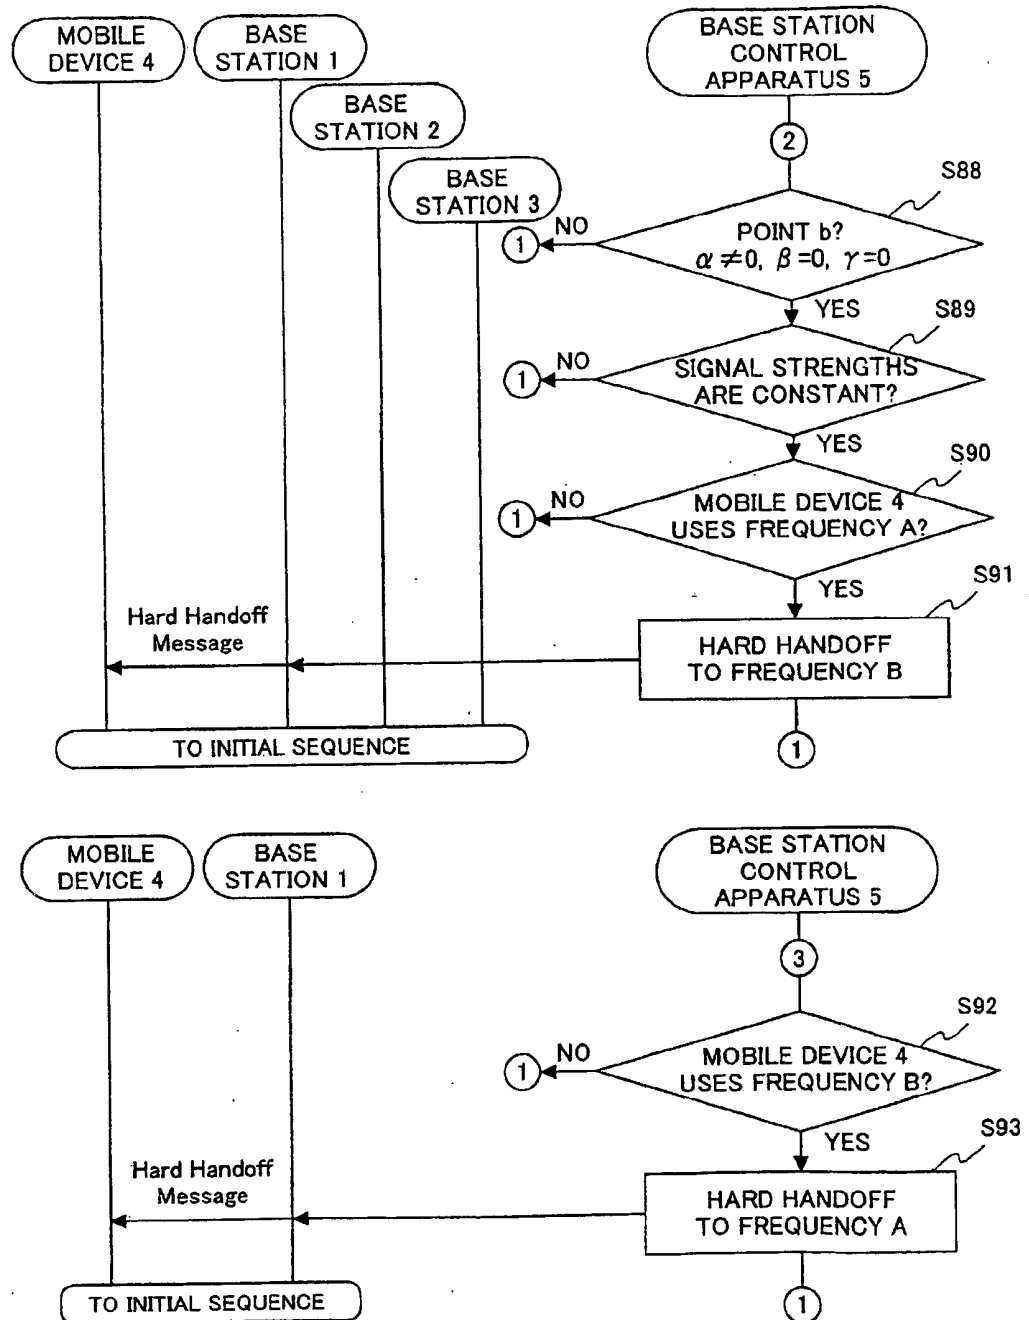 MOBILE
DEVICE 4
BASE
STATION 1
BASE
STATION 2
BASE
STATION 3
BASE STATION
CONTROL
APPARATUS 5
2
S88
POINT b?
α≠0, β=0, γ=0
NO
1
YES
S89
SIGNAL STRENGTHS
ARE CONSTANT?
NO
1
YES
S90
MOBILE DEVICE 4
USES FREQUENCY A?
NO
1
YES
S91
HARD HANDOFF
TO FREQUENCY B
Hard Handoff
Message
1
TO INITIAL SEQUENCE
MOBILE
DEVICE 4
BASE
STATION 1
BASE STATION
CONTROL
APPARATUS 5
3
S92
MOBILE DEVICE 4
USES FREQUENCY B?
NO
1
YES
S93
HARD HANDOFF
TO FREQUENCY A
Hard Handoff
Message
1
TO INITIAL SEQUENCE